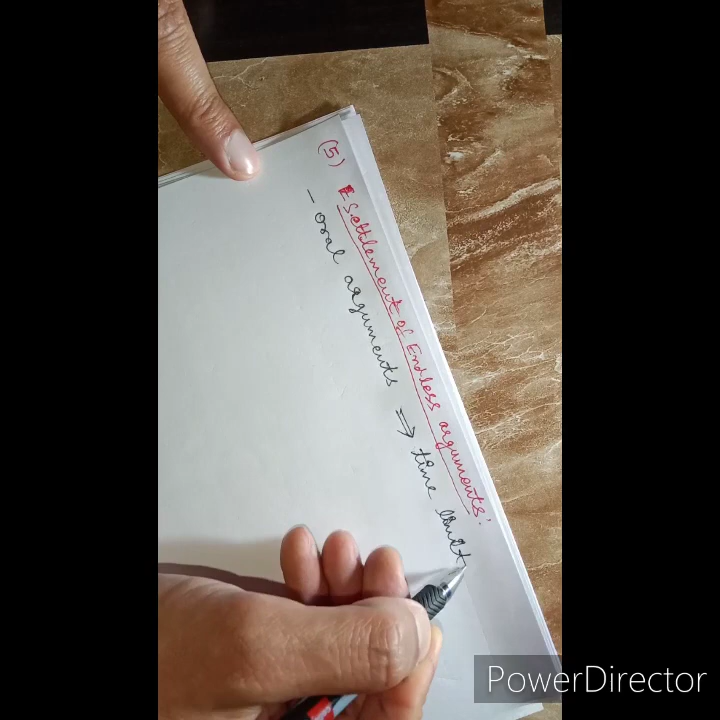 (5) Settlement of Endless arguments:
- oral arguments ⇒ time limit
PowerDirector